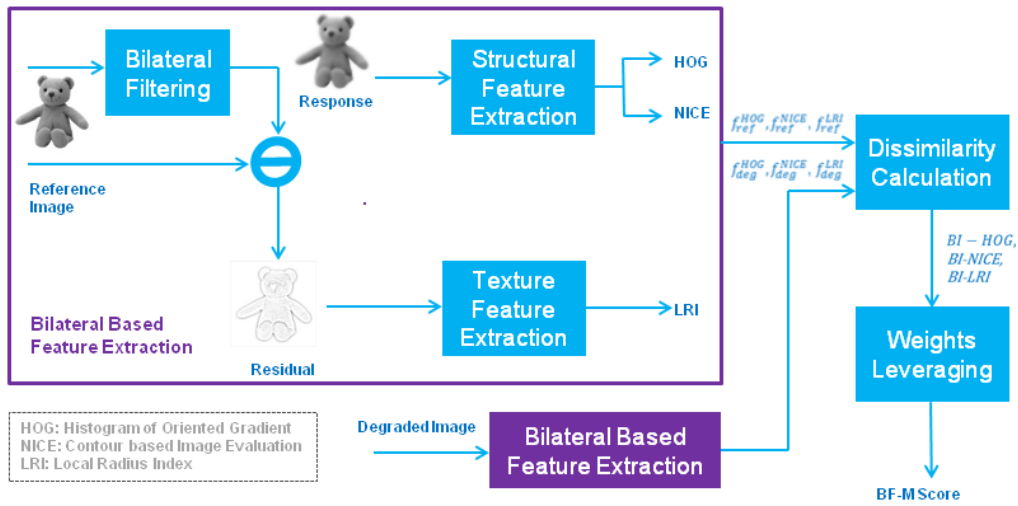 Bilateral
Filtering
Response
Structural
Feature
Extraction
HOG
NICE
Reference
Image
Residual
Texture
Feature
Extraction
LRI
Bilateral Based
Feature Extraction
f_ref^HOG, f_ref^NICE, f_ref^LRI
f_deg^HOG, f_deg^NICE, f_deg^LRI
Dissimilarity
Calculation
BI − HOG,
BI-NICE,
BI-LRI
Weights
Leveraging
BF-M Score
HOG: Histogram of Oriented Gradient
NICE: Contour based Image Evaluation
LRI: Local Radius Index
Degraded Image
Bilateral Based
Feature Extraction